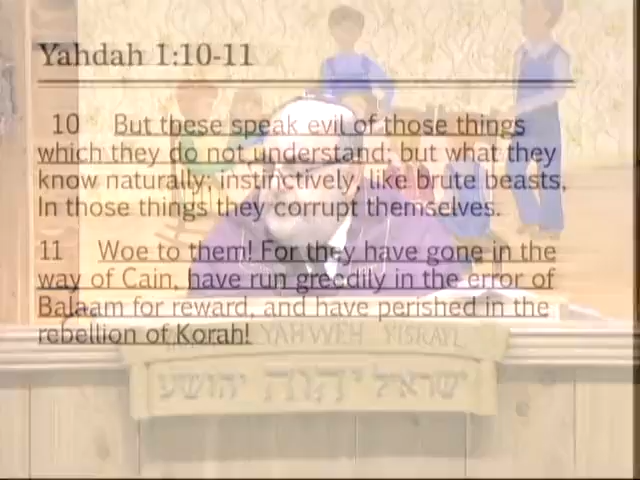 Yahdah 1:10-11
10 But these speak evil of those things
which they do not understand; but what they
know naturally; instinctively, like brute beasts,
In those things they corrupt themselves.
11 Woe to them! For they have gone in the
way of Cain, have run greedily in the error of
Balaam for reward, and have perished in the
rebellion of Korah!
YAHWEH YISRAYL
ישראל יהוה יהושע